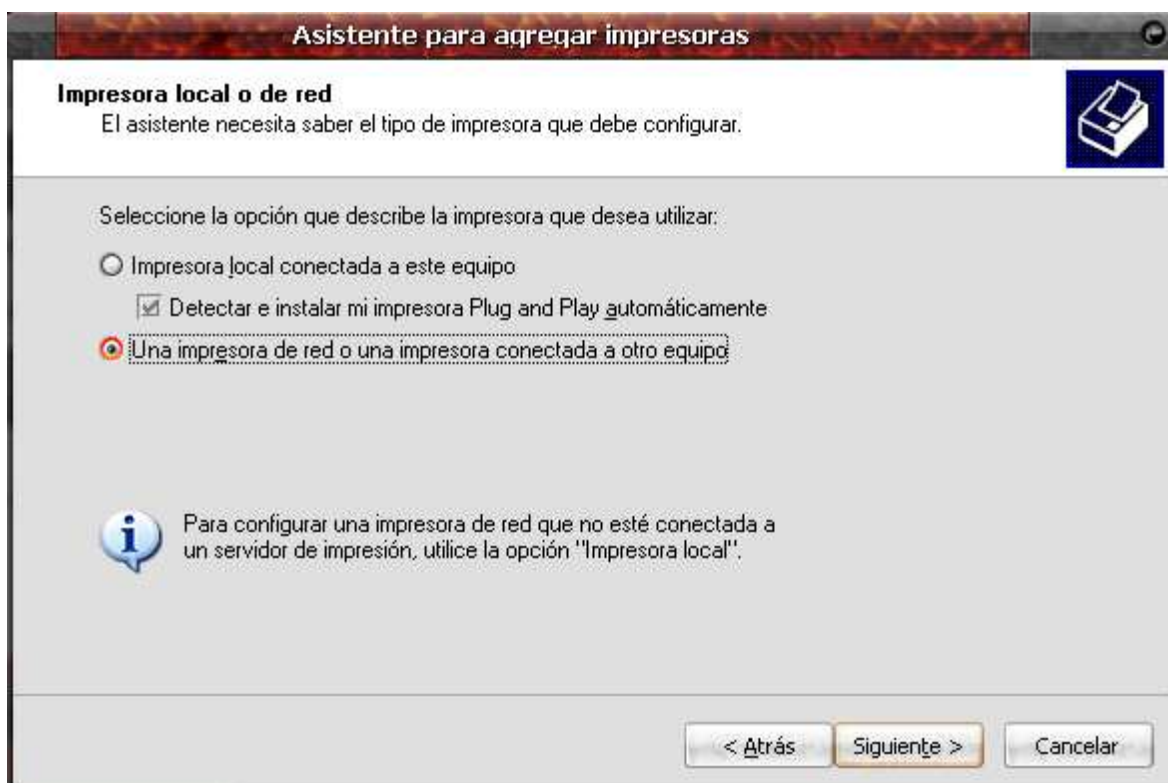 Asistente para agregar impresoras
Impresora local o de red
El asistente necesita saber el tipo de impresora que debe configurar.
Seleccione la opción que describe la impresora que desea utilizar:
Impresora local conectada a este equipo
Detectar e instalar mi impresora Plug and Play automáticamente
Una impresora de red o una impresora conectada a otro equipo
Para configurar una impresora de red que no esté conectada a
un servidor de impresión, utilice la opción "Impresora local".
< Atrás Siguiente > Cancelar